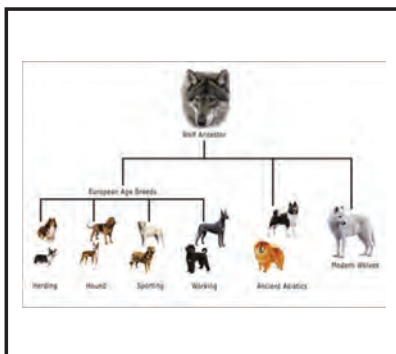 Wolf Ancestor
European Age Breeds
Herding
Hound
Sporting
Working
Ancient Asiatics
Modern Wolves